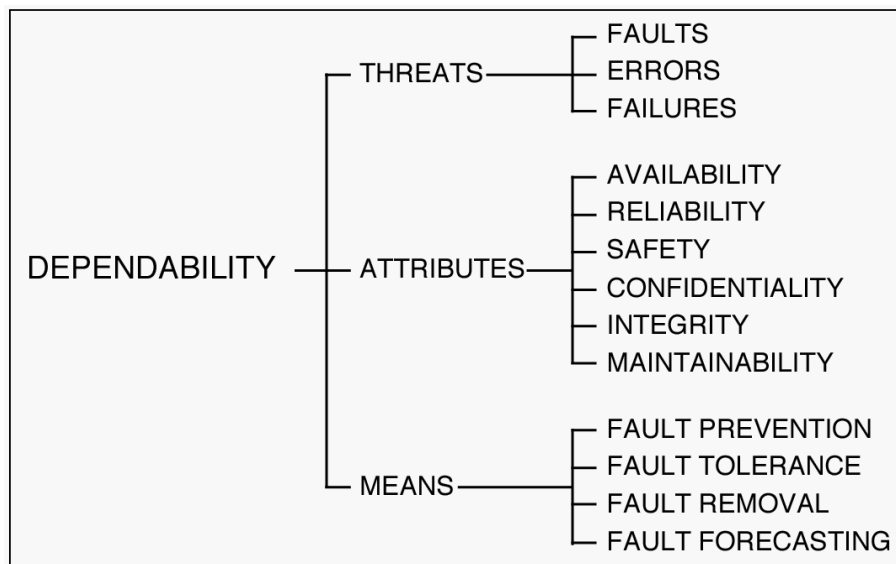 DEPENDABILITY
THREATS
FAULTS
ERRORS
FAILURES
ATTRIBUTES
AVAILABILITY
RELIABILITY
SAFETY
CONFIDENTIALITY
INTEGRITY
MAINTAINABILITY
MEANS
FAULT PREVENTION
FAULT TOLERANCE
FAULT REMOVAL
FAULT FORECASTING